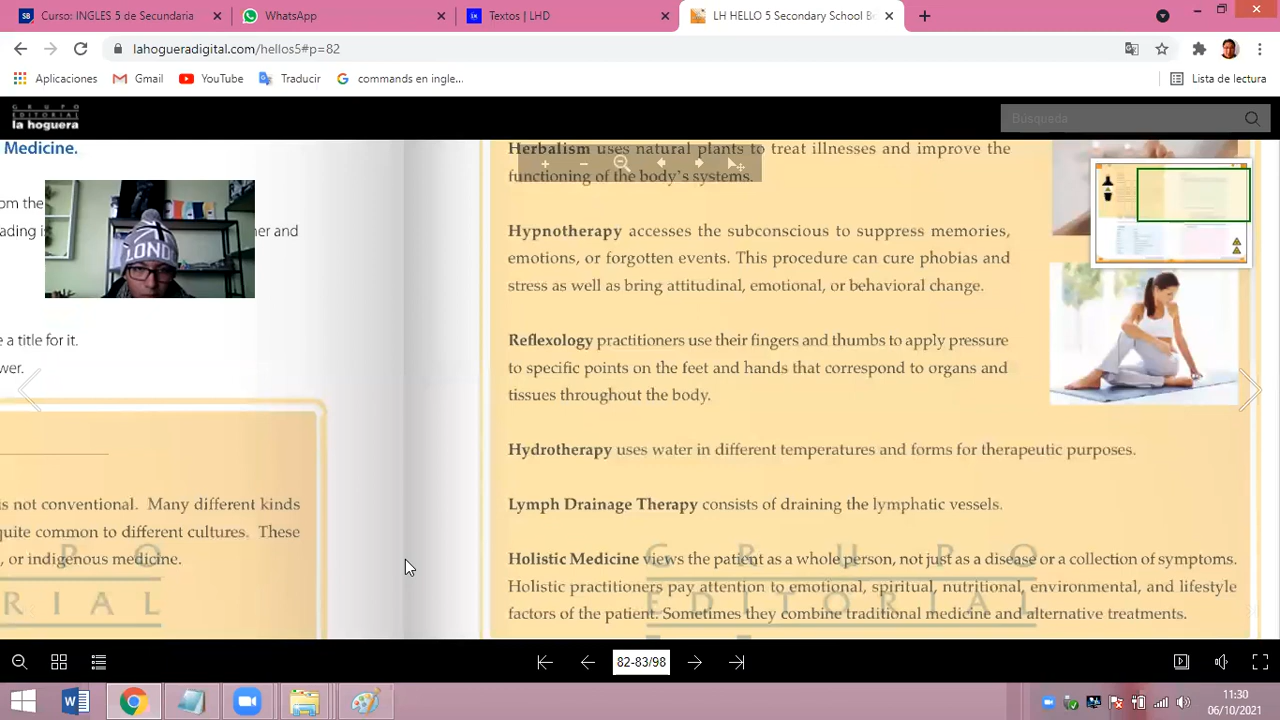 Curso: INGLES 5 de Secundaria
WhatsApp
Textos | LHD
LH HELLO 5 Secondary School B
lahogueradigital.com/hellos5#p=82
Aplicaciones
Gmail
YouTube
Traducir
commands en ingle...
Lista de lectura
GRUPO
EDITORIAL
la hoguera
Búsqueda
Medicine.
om the
ading i
her and
LOND
e a title for it.
wer.
is not conventional. Many different kinds
quite common to different cultures. These
, or indigenous medicine.
P O
R I A L
Herbalism uses natural plants to treat illnesses and improve the
functioning of the body's systems.
Hypnotherapy accesses the subconscious to suppress memories,
emotions, or forgotten events. This procedure can cure phobias and
stress as well as bring attitudinal, emotional, or behavioral change.
Reflexology practitioners use their fingers and thumbs to apply pressure
to specific points on the feet and hands that correspond to organs and
tissues throughout the body.
Hydrotherapy uses water in different temperatures and forms for therapeutic purposes.
Lymph Drainage Therapy consists of draining the lymphatic vessels.
Holistic Medicine views the patient as a whole person, not just as a disease or a collection of symptoms.
Holistic practitioners pay attention to emotional, spiritual, nutritional, environmental, and lifestyle
factors of the patient. Sometimes they combine traditional medicine and alternative treatments.
G R U P O
E D I T O R I A L
82-83/98
11:30
06/10/2021